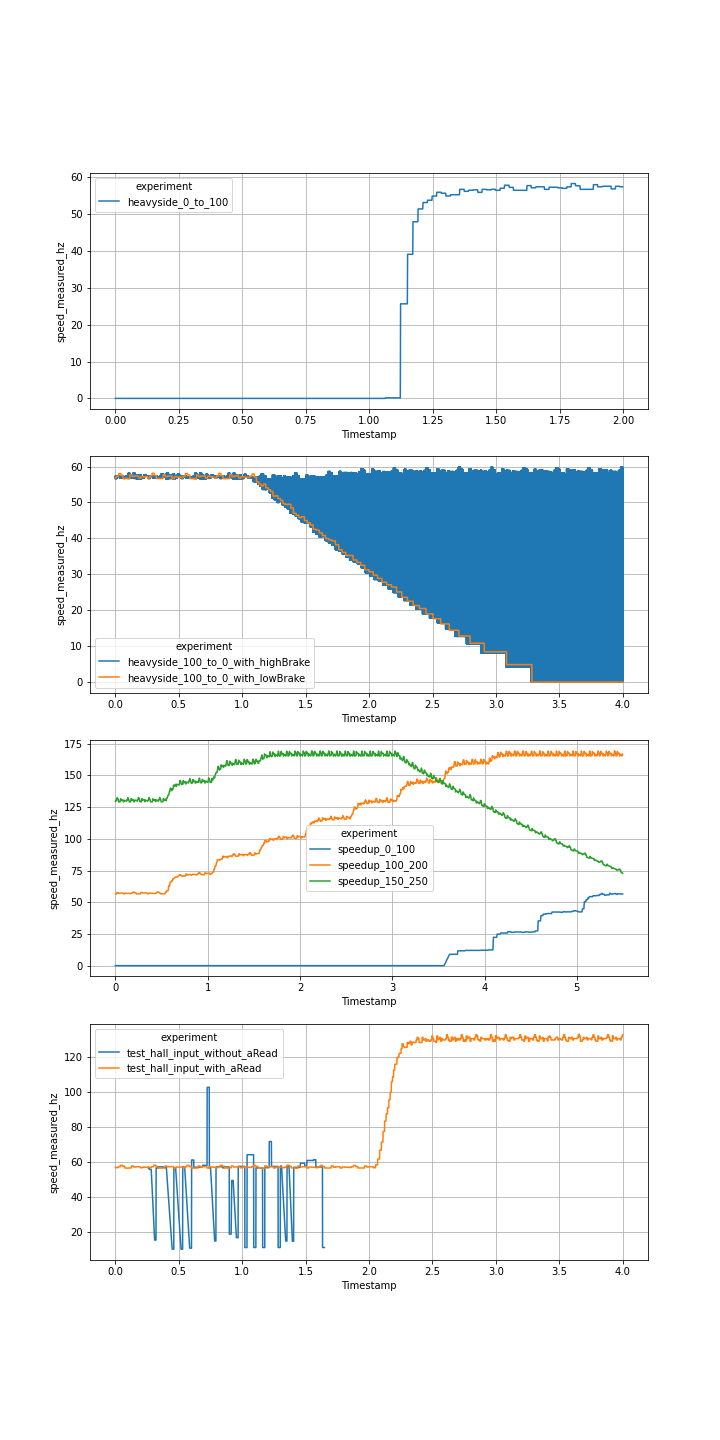 60
50
40
30
20
10
0
speed_measured_hz
experiment
heavyside_0_to_100
0.00 0.25 0.50 0.75 1.00 1.25 1.50 1.75 2.00
Timestamp
60
50
40
30
20
10
0
speed_measured_hz
experiment
heavyside_100_to_0_with_highBrake
heavyside_100_to_0_with_lowBrake
0.0 0.5 1.0 1.5 2.0 2.5 3.0 3.5 4.0
Timestamp
175
150
125
100
75
50
25
0
speed_measured_hz
experiment
speedup_0_100
speedup_100_200
speedup_150_250
0 1 2 3 4 5
Timestamp
120
100
80
60
40
20
speed_measured_hz
experiment
test_hall_input_without_aRead
test_hall_input_with_aRead
0.0 0.5 1.0 1.5 2.0 2.5 3.0 3.5 4.0
Timestamp